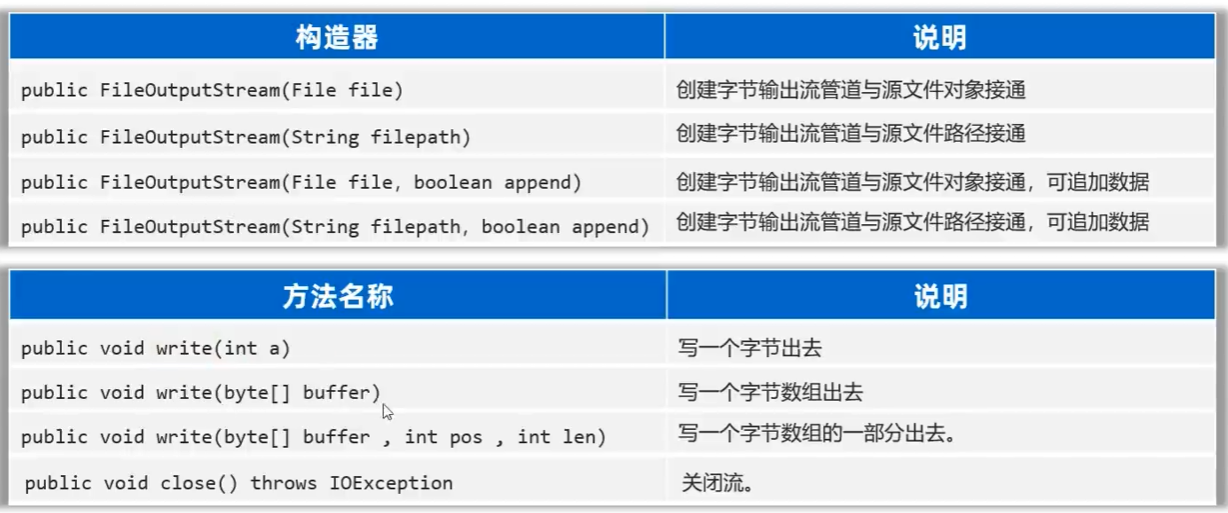 构造器 说明
public FileOutputStream(File file) 创建字节输出流管道与源文件对象接通
public FileOutputStream(String filepath) 创建字节输出流管道与源文件路径接通
public FileOutputStream(File file, boolean append) 创建字节输出流管道与源文件对象接通，可追加数据
public FileOutputStream(String filepath, boolean append) 创建字节输出流管道与源文件路径接通，可追加数据
方法名称 说明
public void write(int a) 写一个字节出去
public void write(byte[] buffer) 写一个字节数组出去
public void write(byte[] buffer , int pos , int len) 写一个字节数组的一部分出去。
public void close() throws IOException 关闭流。